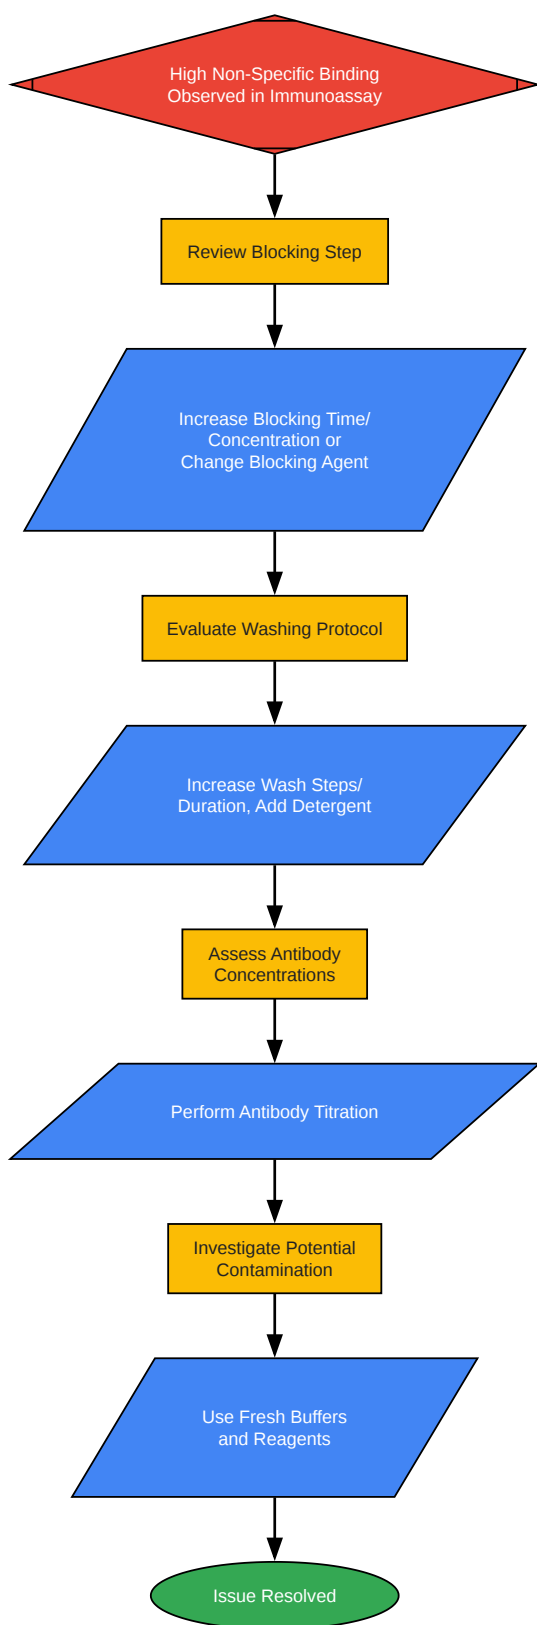 High Non-Specific Binding
Observed in Immunoassay
Review Blocking Step
Increase Blocking Time/
Concentration or
Change Blocking Agent
Evaluate Washing Protocol
Increase Wash Steps/
Duration, Add Detergent
Assess Antibody
Concentrations
Perform Antibody Titration
Investigate Potential
Contamination
Use Fresh Buffers
and Reagents
Issue Resolved